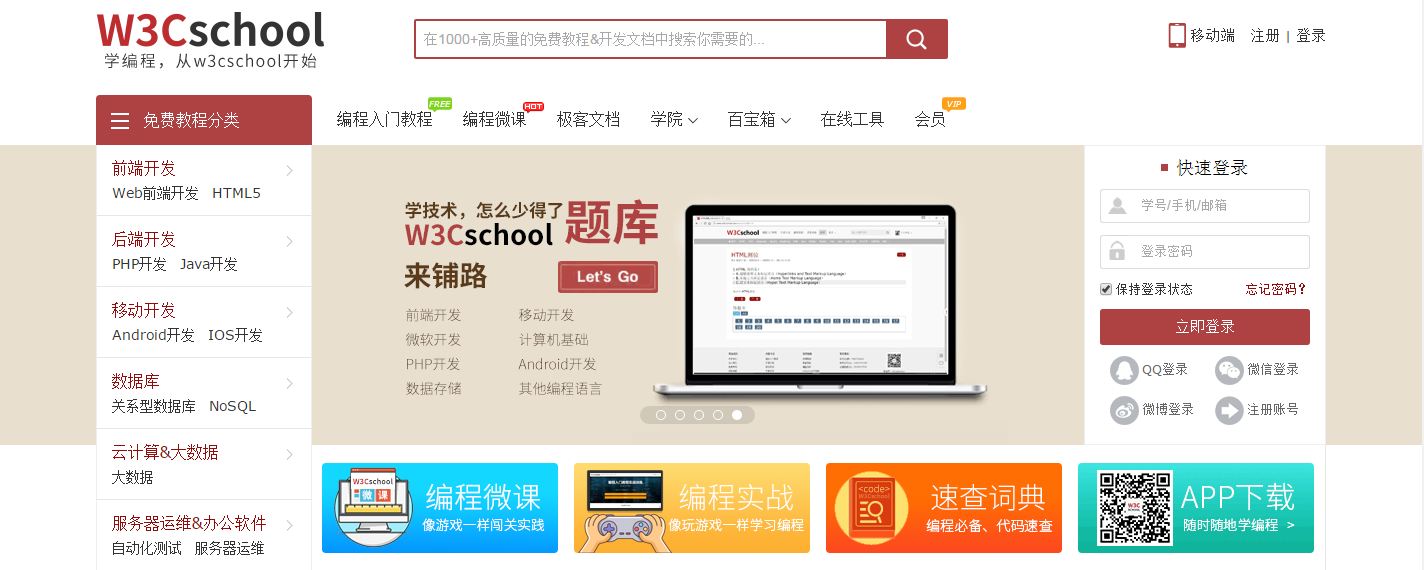 W3Cschool
学编程，从w3cschool开始
在1000+高质量的免费教程&开发文档中搜索你需要的...
移动端 注册 | 登录
免费教程分类
编程入门教程 FREE 编程微课 HOT 极客文档 学院 百宝箱 在线工具 会员 VIP
前端开发
Web前端开发 HTML5
后端开发
PHP开发 Java开发
移动开发
Android开发 IOS开发
数据库
关系型数据库 NoSQL
云计算&大数据
大数据
服务器运维&办公软件
自动化测试 服务器运维
学技术，怎么少得了
W3Cschool 题库
来铺路 Let's Go
前端开发 移动开发
微软开发 计算机基础
PHP开发 Android开发
数据存储 其他编程语言
W3Cschool
快速登录
学号/手机/邮箱
登录密码
保持登录状态 忘记密码?
立即登录
QQ登录 微信登录
微博登录 注册账号
W3Cschool
微课
编程微课
像游戏一样闯关实践
编程实战
像玩游戏一样学习编程
<code>
W3Cschool
速查词典
编程必备、代码速查
APP下载
随时随地学编程 >